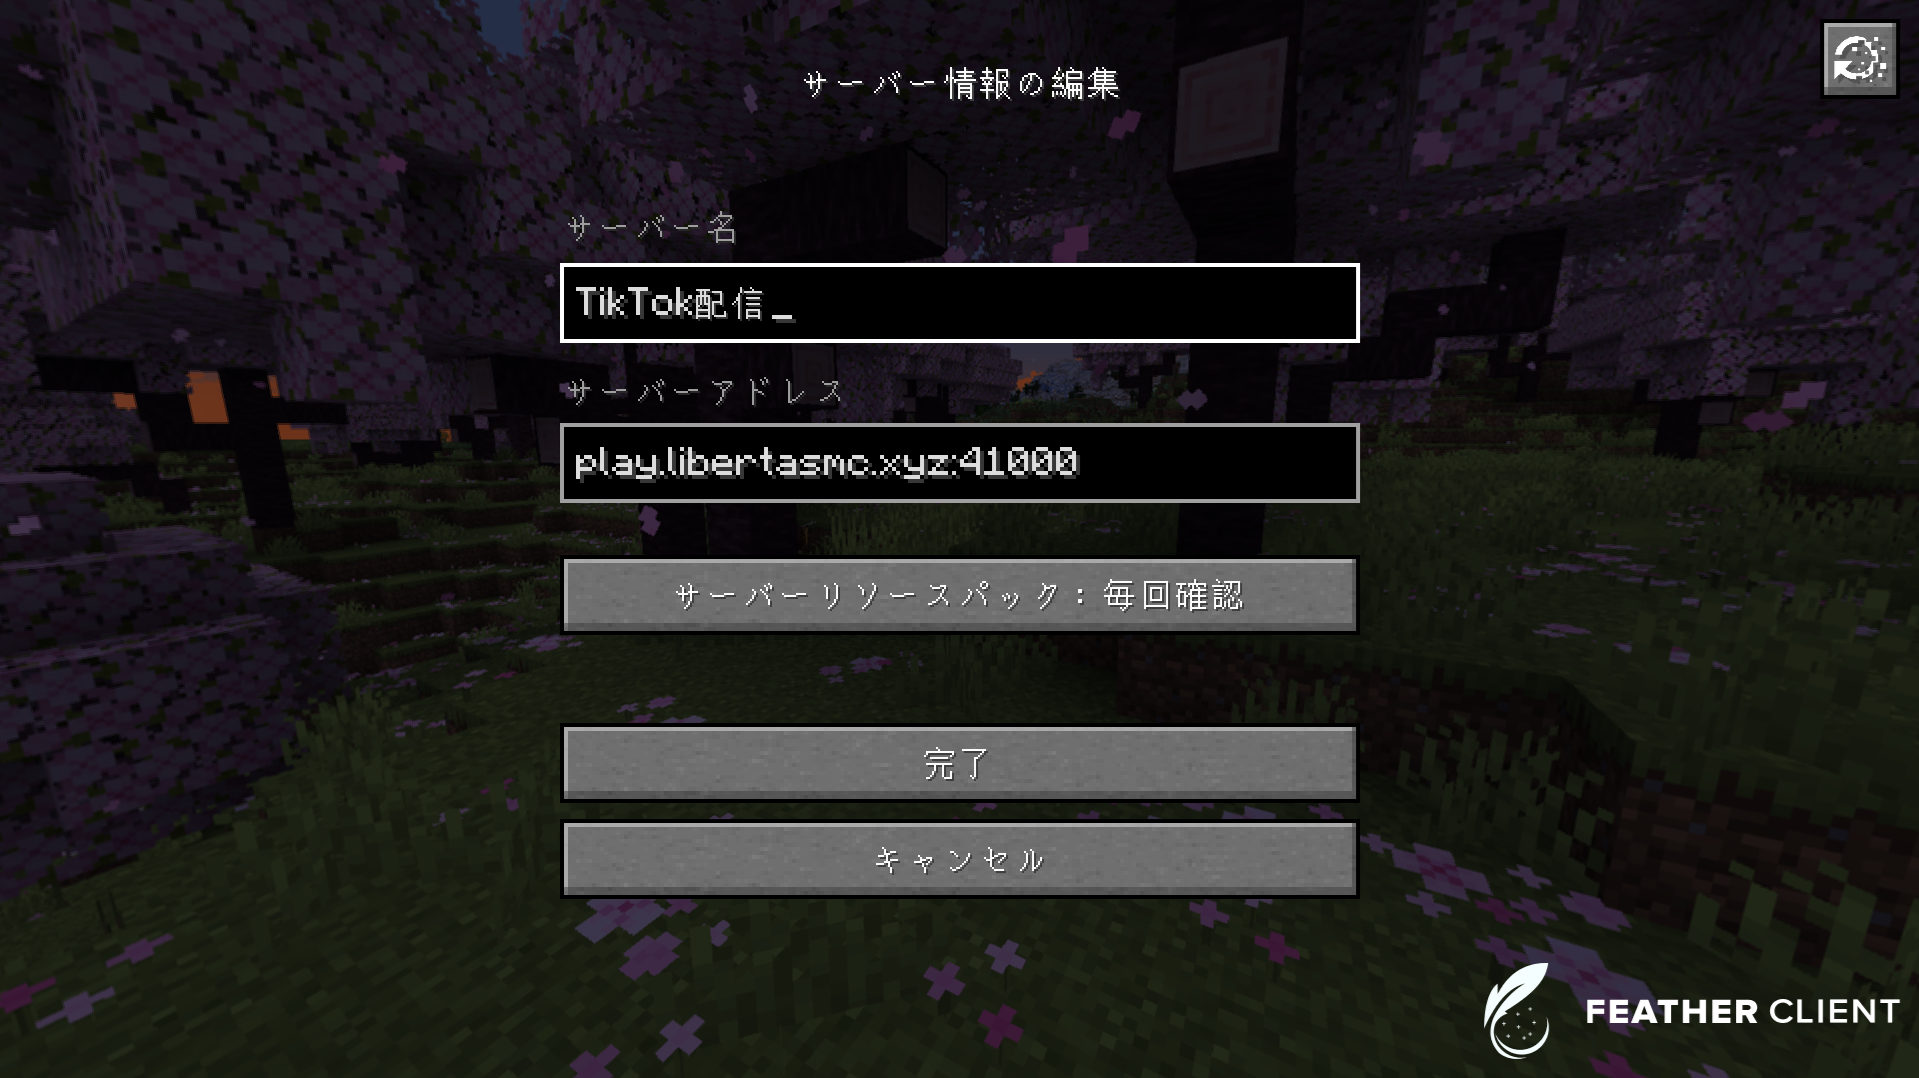 サーバー情報の編集
サーバー名
TikTok配信_
サーバーアドレス
play.libertasmc.xyz:41000
サーバーリソースパック：毎回確認
完了
キャンセル
FEATHER CLIENT